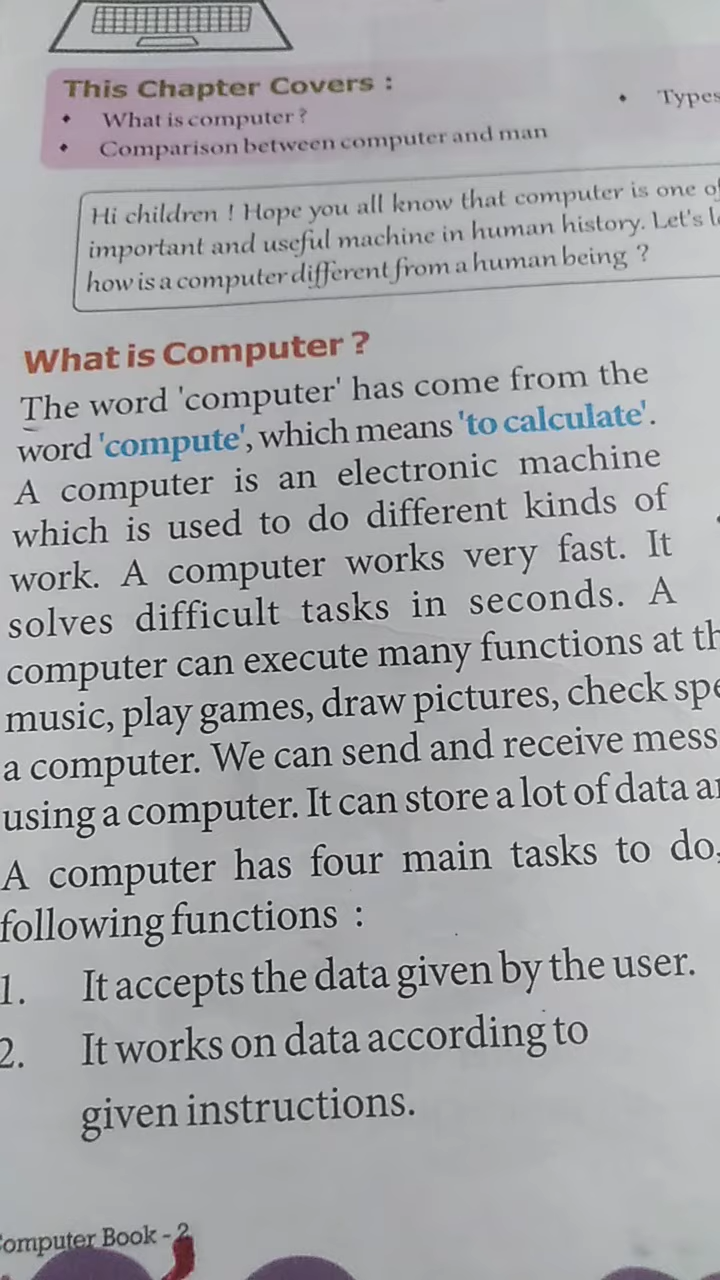 This Chapter Covers :
• What is computer ?
• Types
• Comparison between computer and man
Hi children ! Hope you all know that computer is one of
important and useful machine in human history. Let's
how is a computer different from a human being ?
What is Computer ?
The word 'computer' has come from the
word 'compute', which means 'to calculate'.
A computer is an electronic machine
which is used to do different kinds of
work. A computer works very fast. It
solves difficult tasks in seconds. A
computer can execute many functions at
music, play games, draw pictures, check
a computer. We can send and receive
using a computer. It can store a lot of data
A computer has four main tasks to do,
following functions :
1. It accepts the data given by the user.
2. It works on data according to
given instructions.
Computer Book - 2